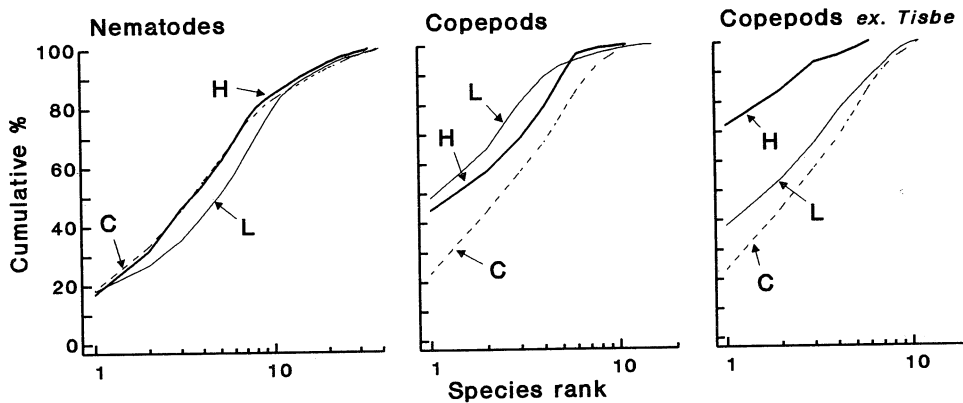 Nematodes
Copepods
Copepods ex. Tisbe
Cumulative %
100
80
60
40
20
0
H
C
L
1
10
L
H
C
1
10
H
L
C
1
10
Species rank